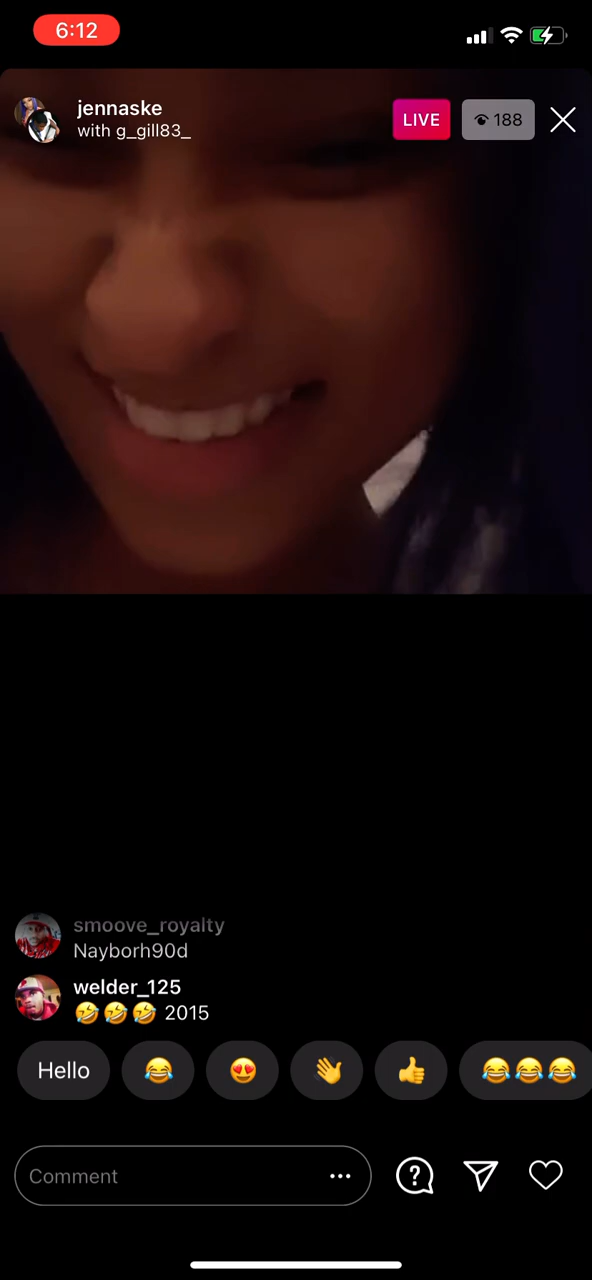 6:12
jennaske
with g_gill83_
LIVE
188
smoove_royalty
Nayborh90d
welder_125
🤣🤣🤣 2015
Hello 😂 😍 👋 👍 😂😂😂
Comment